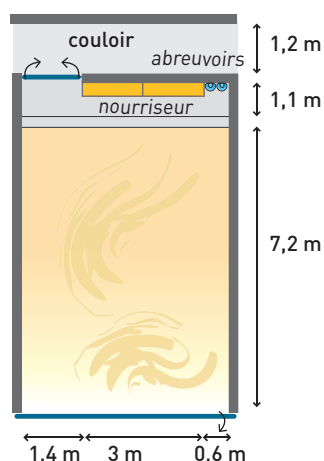 couloir
1,2 m
abreuvoirs
1,1 m
nourriseur
7,2 m
1.4 m 3 m 0.6 m